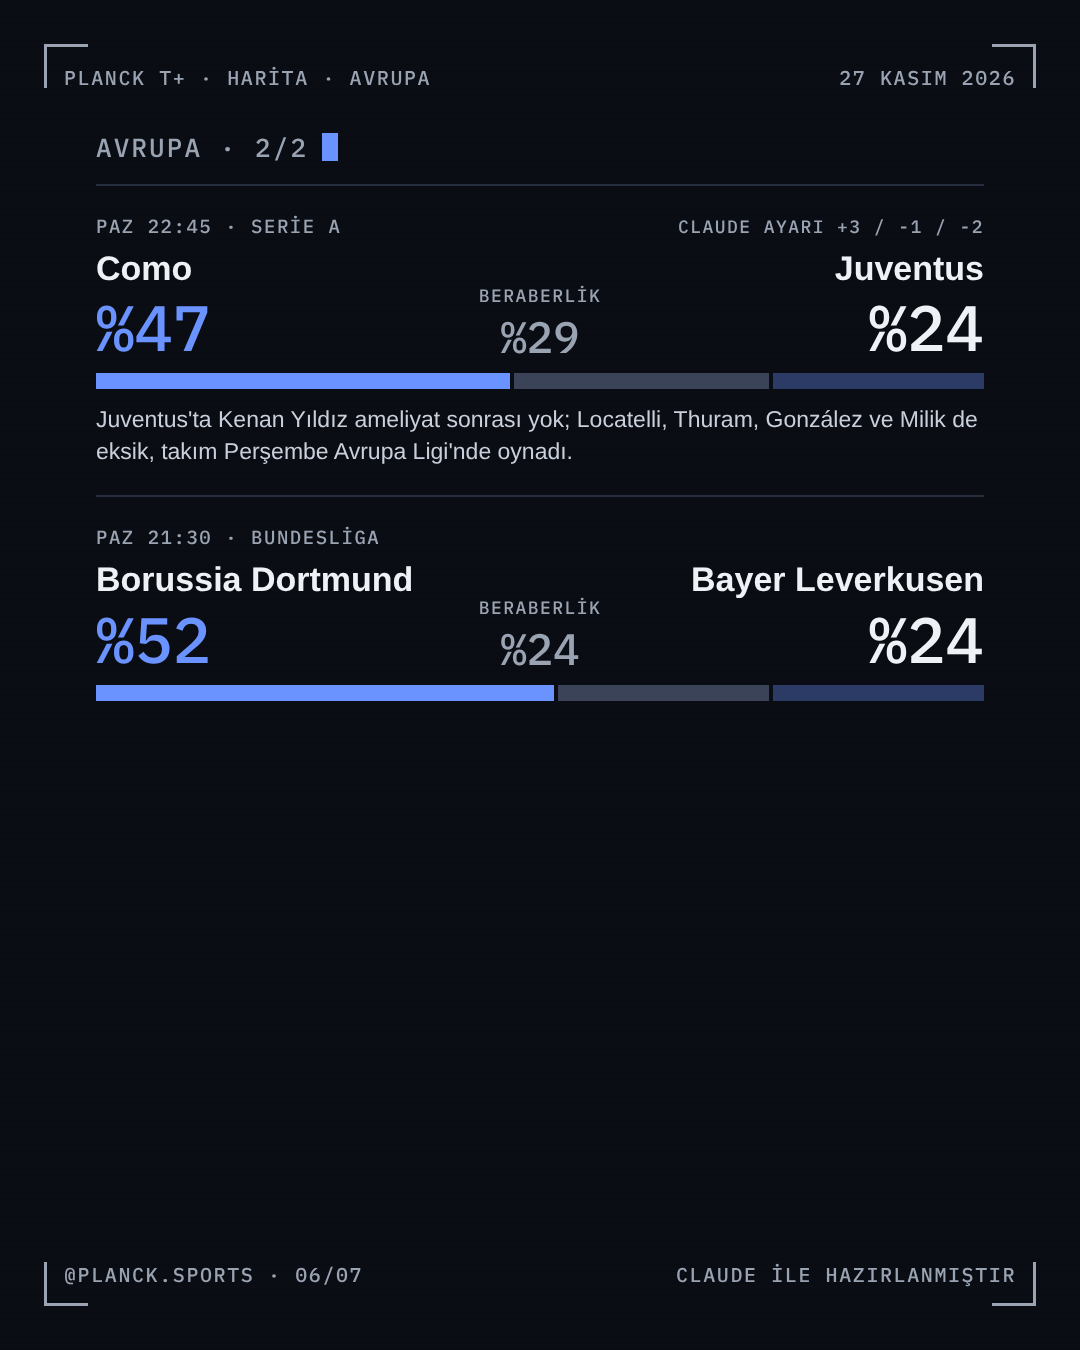 PLANCK T+ · HARİTA · AVRUPA
27 KASIM 2026
AVRUPA · 2/2
PAZ 22:45 · SERİE A
CLAUDE AYARI +3 / -1 / -2
Como
Juventus
BERABERLİK
%47
%29
%24
Juventus'ta Kenan Yıldız ameliyat sonrası yok; Locatelli, Thuram, González ve Milik de
eksik, takım Perşembe Avrupa Ligi'nde oynadı.
PAZ 21:30 · BUNDESLİGA
Borussia Dortmund
Bayer Leverkusen
BERABERLİK
%52
%24
%24
@PLANCK.SPORTS · 06/07
CLAUDE İLE HAZIRLANMIŞTIR